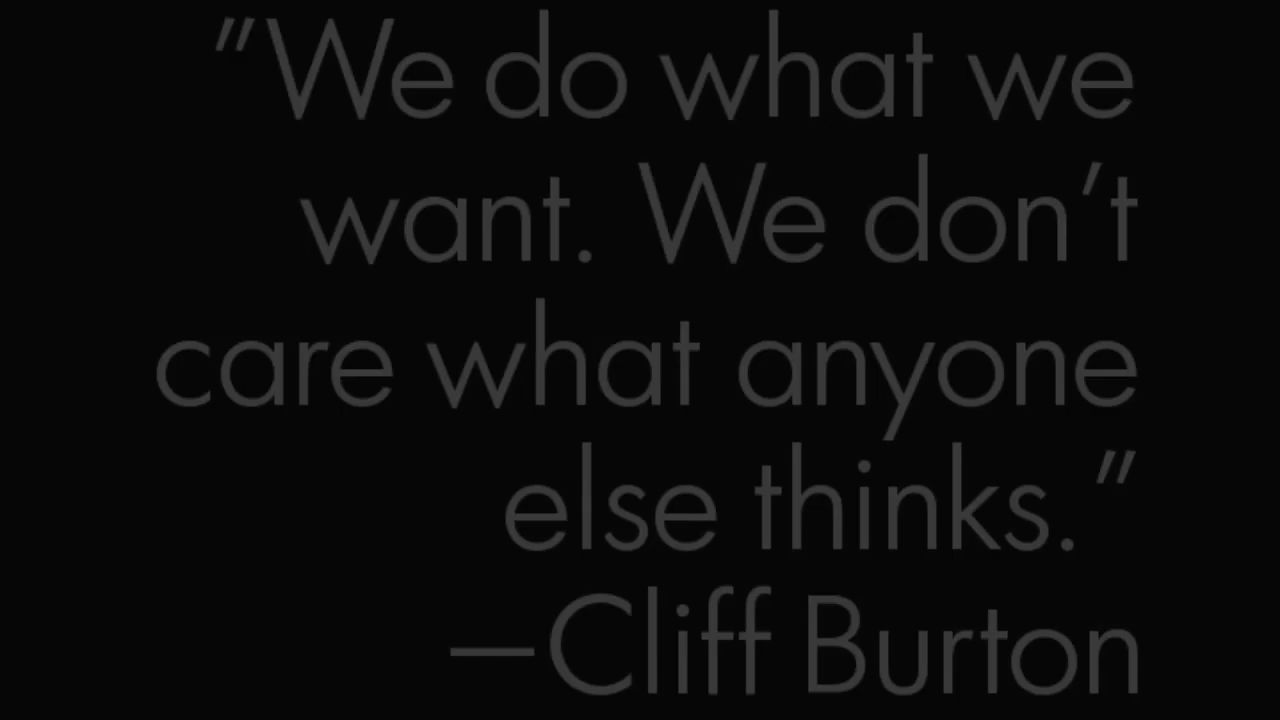 "We do what we
want. We don't
care what anyone
else thinks."
—Cliff Burton